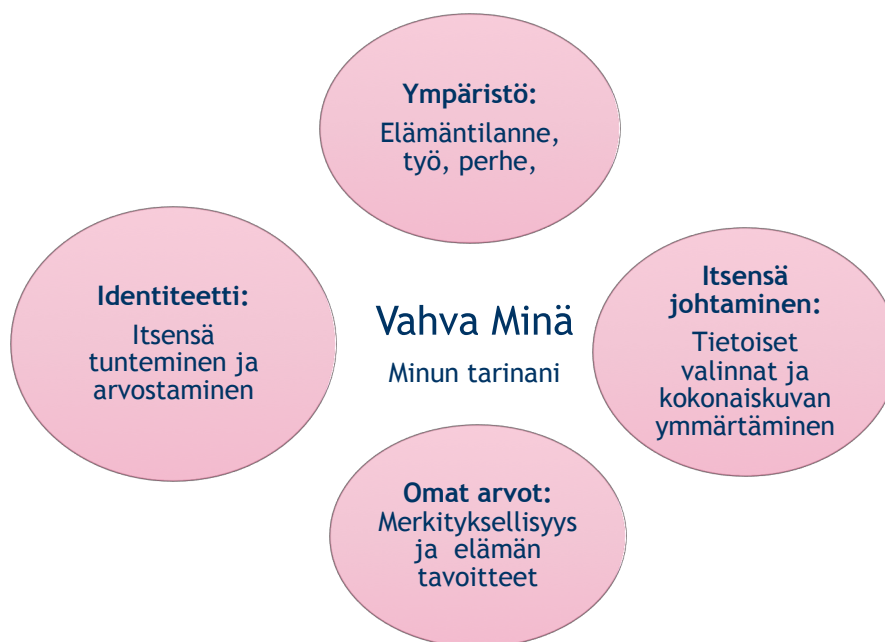 Ympäristö:
Elämäntilanne,
työ, perhe,
Identiteetti:
Itsensä
tunteminen ja
arvostaminen
Vahva Minä
Minun tarinani
Itsensä
johtaminen:
Tietoiset
valinnat ja
kokonaiskuvan
ymmärtäminen
Omat arvot:
Merkityksellisyys
ja elämän
tavoitteet